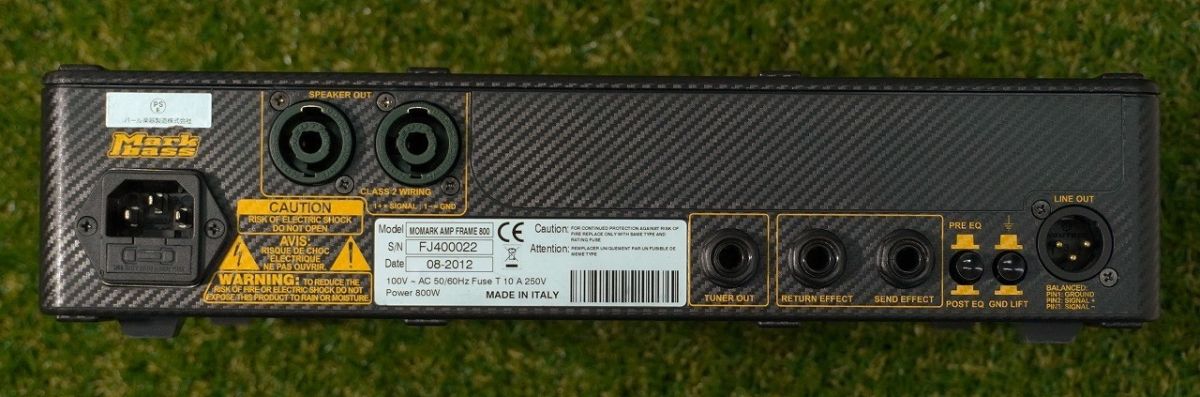 PS
E
パール楽器製造株式会社
Mark
bass
SPEAKER OUT
CLASS 2 WIRING
1+= SIGNAL | 1-= GND
CAUTION
RISK OF ELECTRIC SHOCK
DO NOT OPEN
AVIS:
RISQUE DE CHOC
ELECTRIQUE
NE PAS OUVRIR.
WARNING: TO REDUCE THE
RISK OF FIRE OR ELECTRIC SHOCK DO NOT
EXPOSE THIS PRODUCT TO RAIN OR MOISTURE
Model MOMARK AMP FRAME 800
S/N FJ400022
Date 08-2012
100V ~ AC 50/60Hz Fuse T 10 A 250V
Power 800W MADE IN ITALY
CE
Caution: FOR CONTINUED PROTECTION AGAINST RISK OF
FIRE REPLACE ONLY WITH SAME TYPE AND
RATING FUSE
Attention: REMPLACER UNIQUEMENT PAR UN FUSIBLE DE
MEME TYPE
TUNER OUT
RETURN EFFECT
SEND EFFECT
PRE EQ
POST EQ
GND LIFT
LINE OUT
BALANCED:
PIN1: GROUND
PIN2: SIGNAL +
PIN3: SIGNAL –